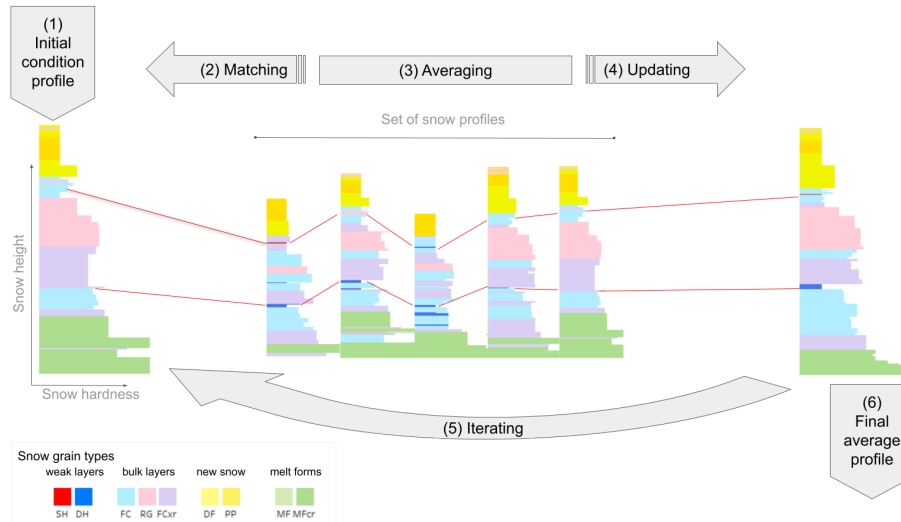 (1)
Initial
condition
profile
(2) Matching
(3) Averaging
(4) Updating
Set of snow profiles
Snow height
Snow hardness
(5) Iterating
(6)
Final
average
profile
Snow grain types
weak layers bulk layers new snow melt forms
SH DH FC RG FCxr DF PP MF MFcr